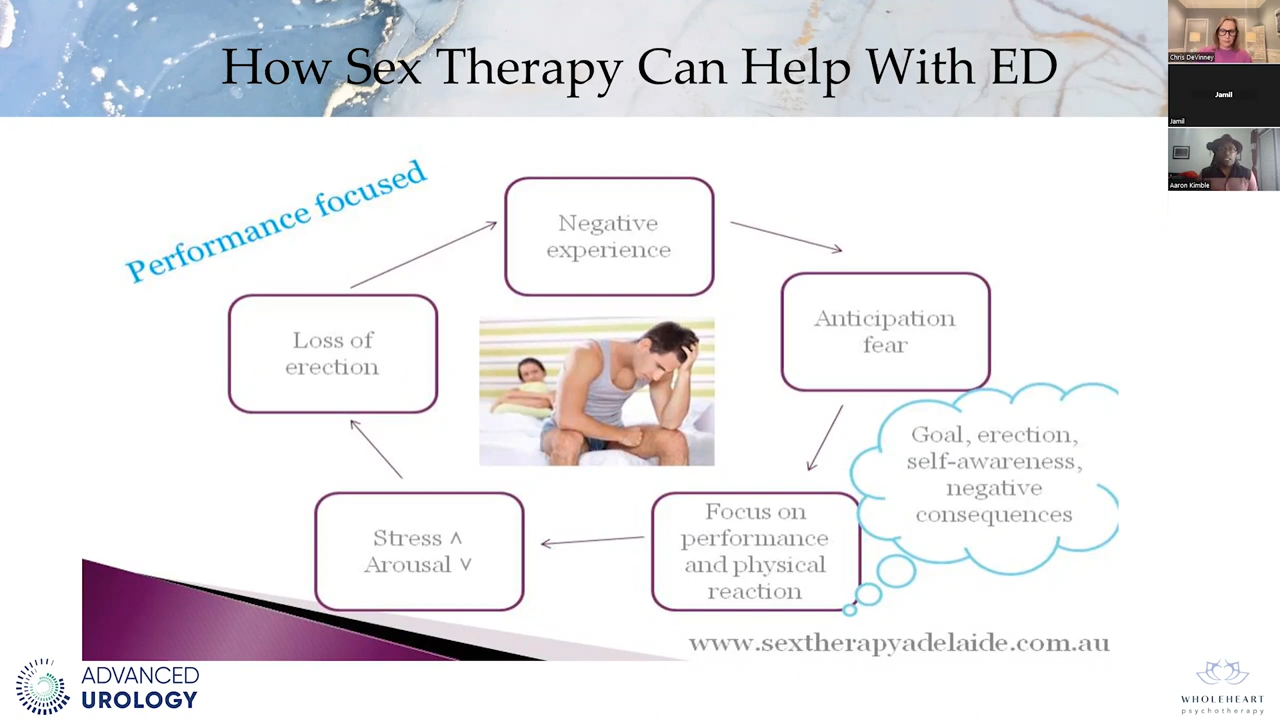 How Sex Therapy Can Help With ED
Chris DeVinney
Jamil
Jamil
Aaron Kimble
Performance focused
Negative
experience
Anticipation
fear
Loss of
erection
Goal, erection,
self-awareness,
negative
consequences
Focus on
performance
and physical
reaction
Stress ˄
Arousal ˅
www.sextherapyadelaide.com.au
ADVANCED
UROLOGY
WHOLEHEART
psychotherapy